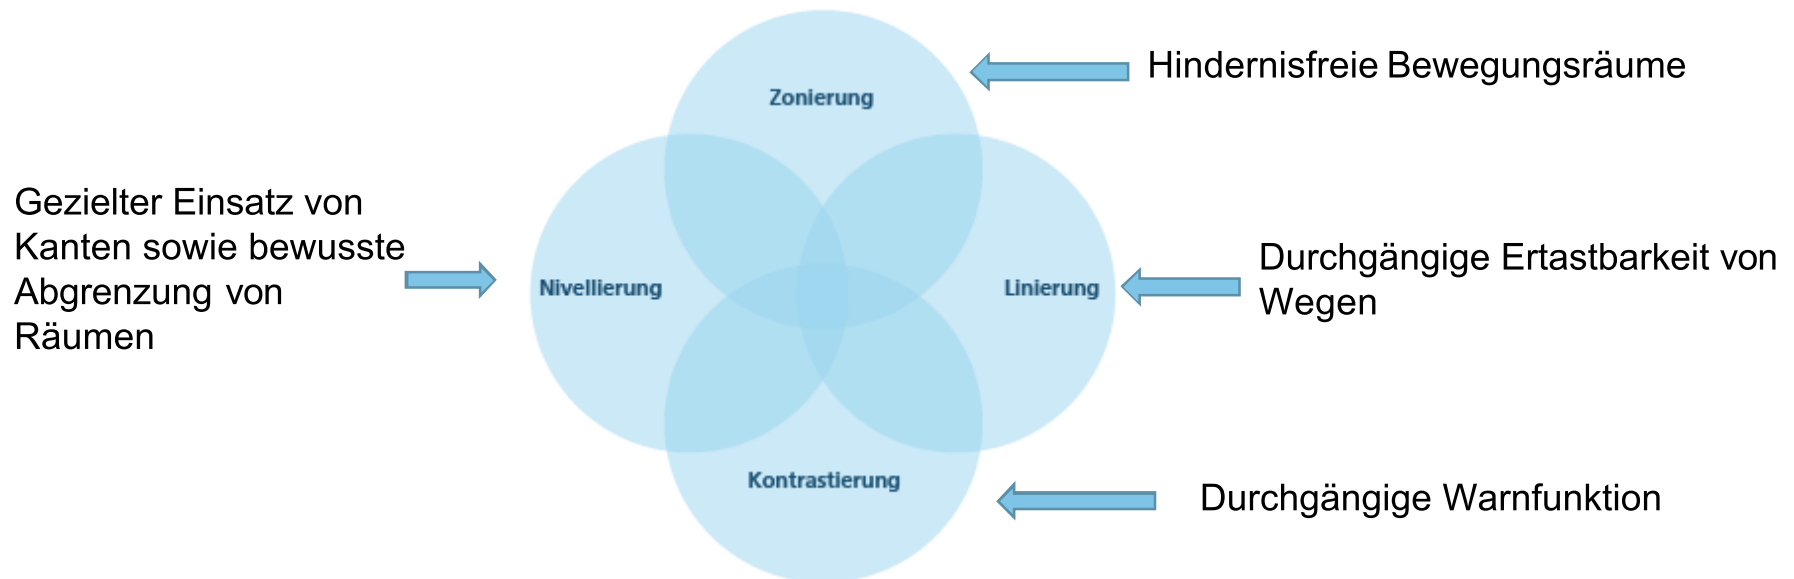 Zonierung
Hindernisfreie Bewegungsräume
Gezielter Einsatz von
Kanten sowie bewusste
Abgrenzung von
Räumen
Nivellierung
Linierung
Durchgängige Ertastbarkeit von
Wegen
Kontrastierung
Durchgängige Warnfunktion